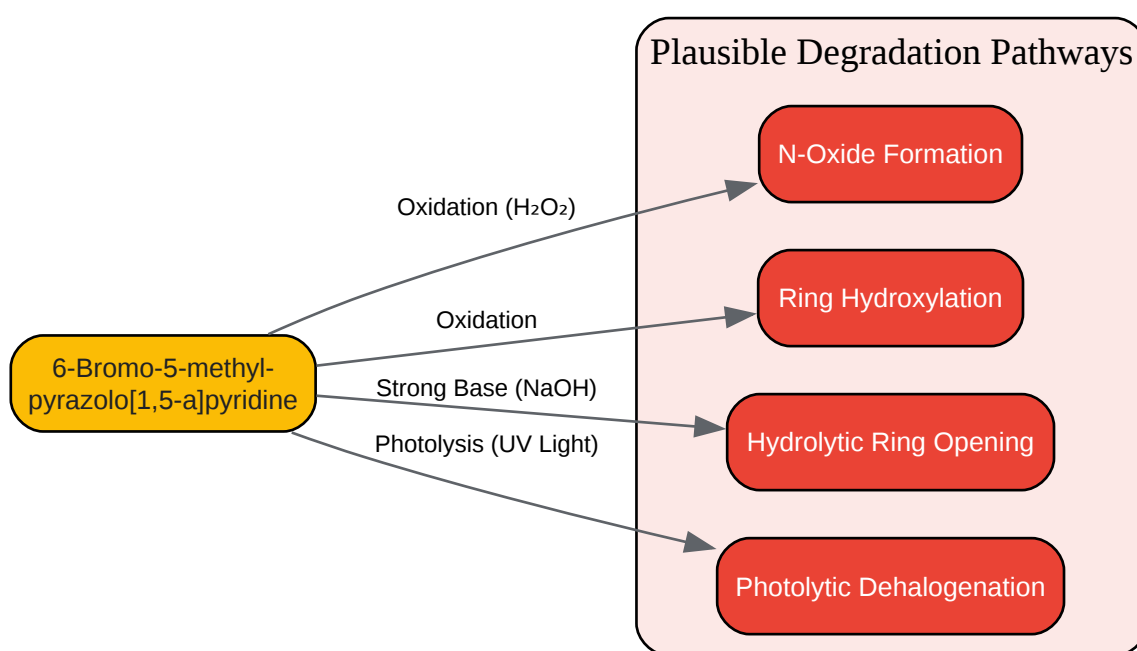 Plausible Degradation Pathways
N-Oxide Formation
Oxidation (H₂O₂)
Ring Hydroxylation
Oxidation
6-Bromo-5-methyl-
pyrazolo[1,5-a]pyridine
Strong Base (NaOH)
Hydrolytic Ring Opening
Photolysis (UV Light)
Photolytic Dehalogenation